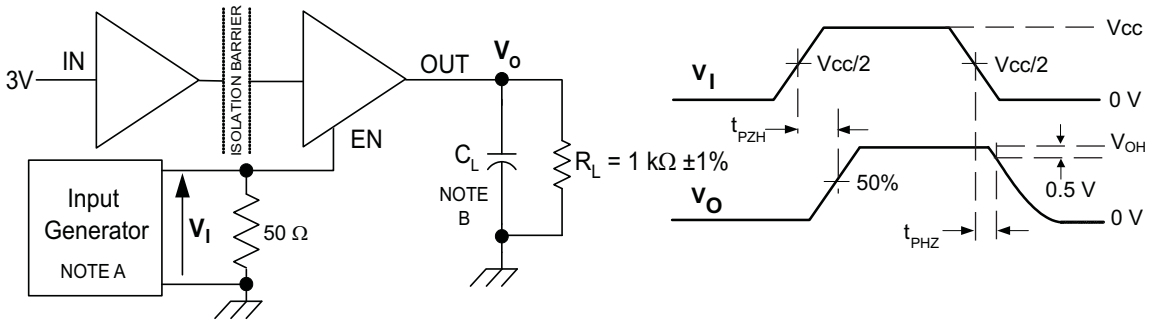 3V
IN
ISOLATION BARRIER
EN
OUT
Vo
CL
NOTE
B
RL = 1 kΩ ±1%
Input
Generator
NOTE A
VI
50 Ω
VI
Vcc/2
Vcc/2
Vcc
0 V
tPZH
VO
50%
VOH
0.5 V
0 V
tPHZ